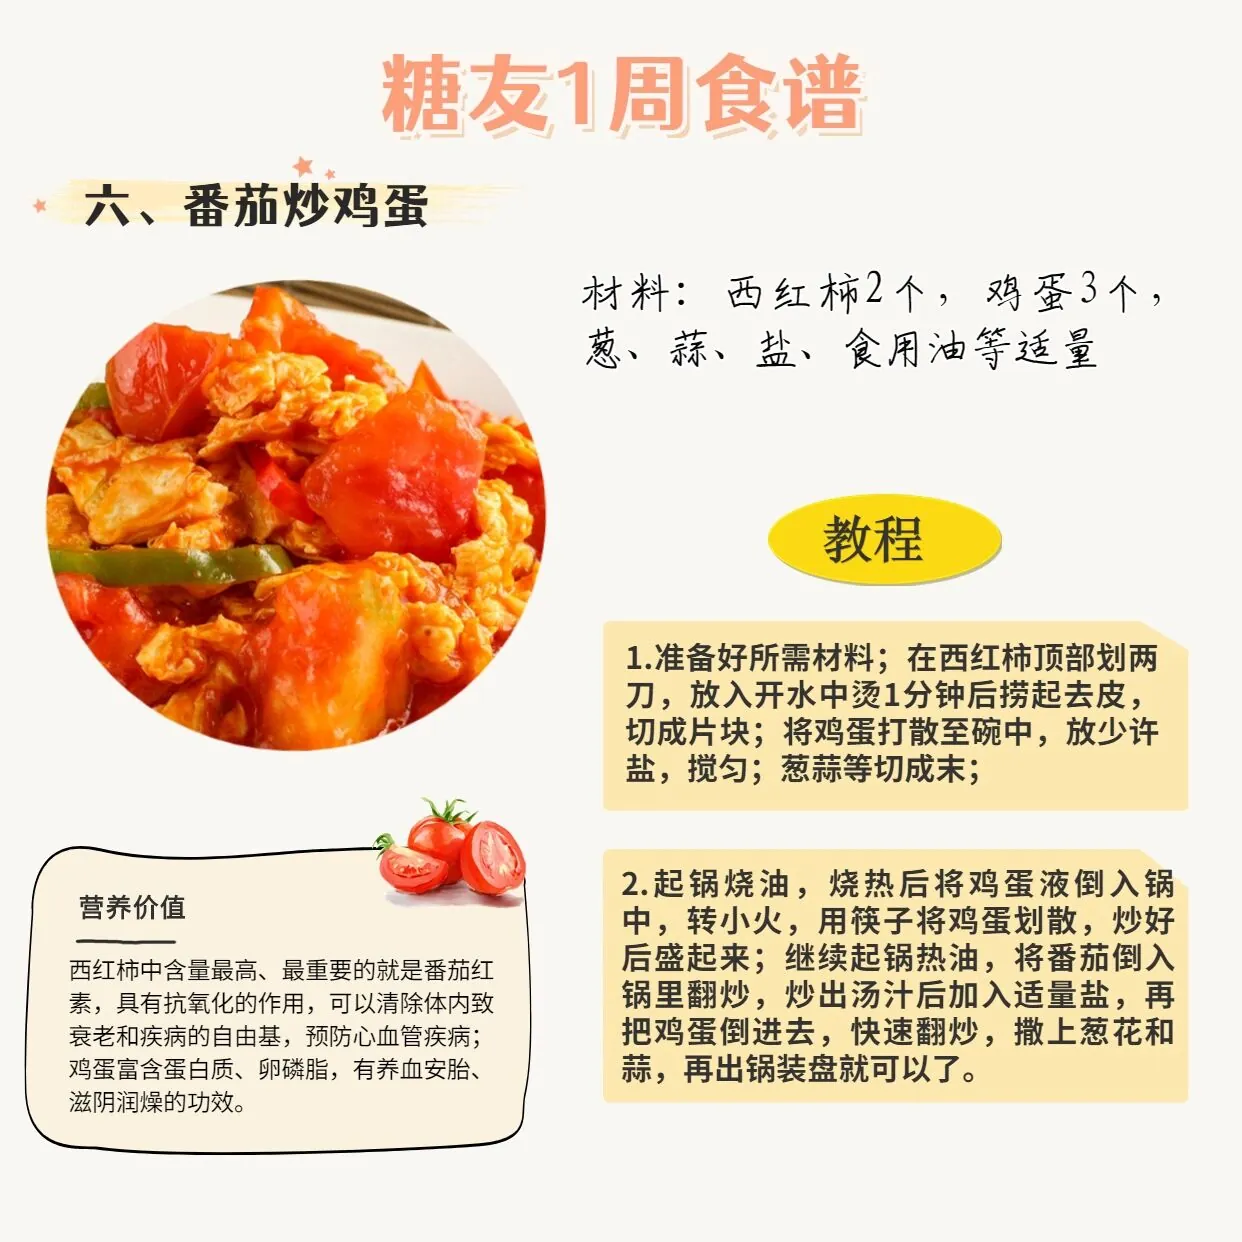 糖友1周食谱
六、番茄炒鸡蛋
材料：西红柿2个，鸡蛋3个，
葱、蒜、盐、食用油等适量
教程
1.准备好所需材料；在西红柿顶部划两
刀，放入开水中烫1分钟后捞起去皮，
切成片块；将鸡蛋打散至碗中，放少许
盐，搅匀；葱蒜等切成末；
2.起锅烧油，烧热后将鸡蛋液倒入锅
中，转小火，用筷子将鸡蛋划散，炒好
后盛起来；继续起锅热油，将番茄倒入
锅里翻炒，炒出汤汁后加入适量盐，再
把鸡蛋倒进去，快速翻炒，撒上葱花和
蒜，再出锅装盘就可以了。
营养价值
西红柿中含量最高、最重要的就是番茄红
素，具有抗氧化的作用，可以清除体内致
衰老和疾病的自由基，预防心血管疾病；
鸡蛋富含蛋白质、卵磷脂，有养血安胎、
滋阴润燥的功效。